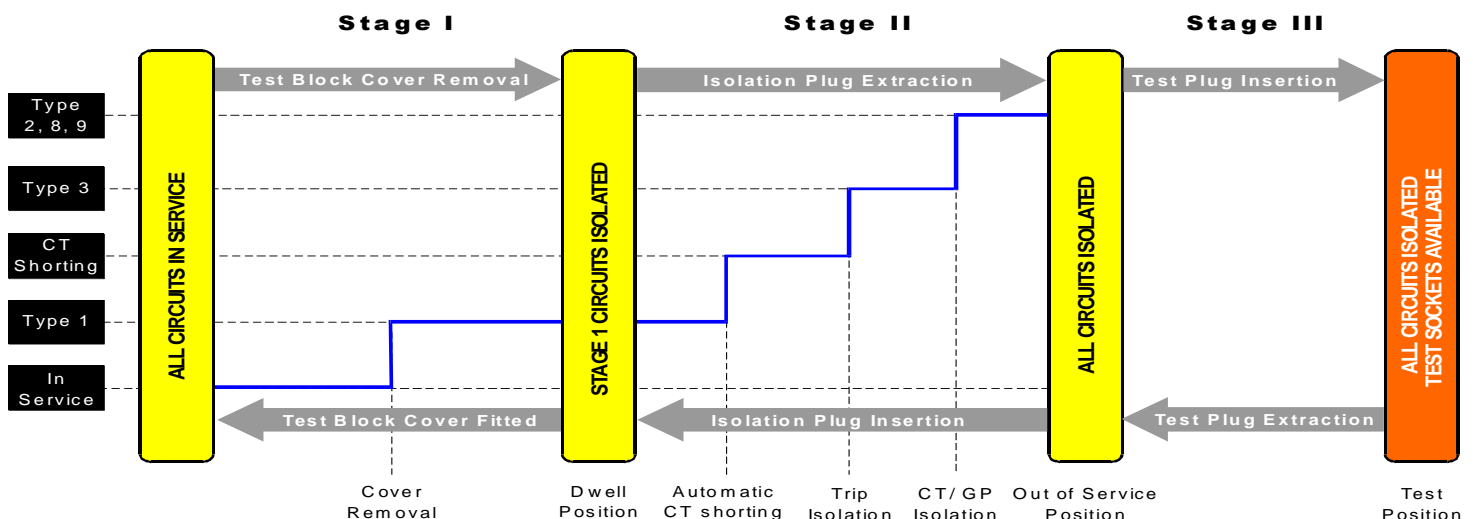 Stage I
Stage II
Stage III
Test Block Cover Removal
Isolation Plug Extraction
Test Plug Insertion
Type
2, 8, 9
Type 3
CT
Shorting
Type 1
In
Service
ALL CIRCUITS IN SERVICE
STAGE 1 CIRCUITS ISOLATED
ALL CIRCUITS ISOLATED
ALL CIRCUITS ISOLATED
TEST SOCKETS AVAILABLE
Test Block Cover Fitted
Isolation Plug Insertion
Test Plug Extraction
Cover
Removal
Dwell
Position
Automatic
CT shorting
Trip
Isolation
CT/GP
Isolation
Out of Service
Position
Test
Position